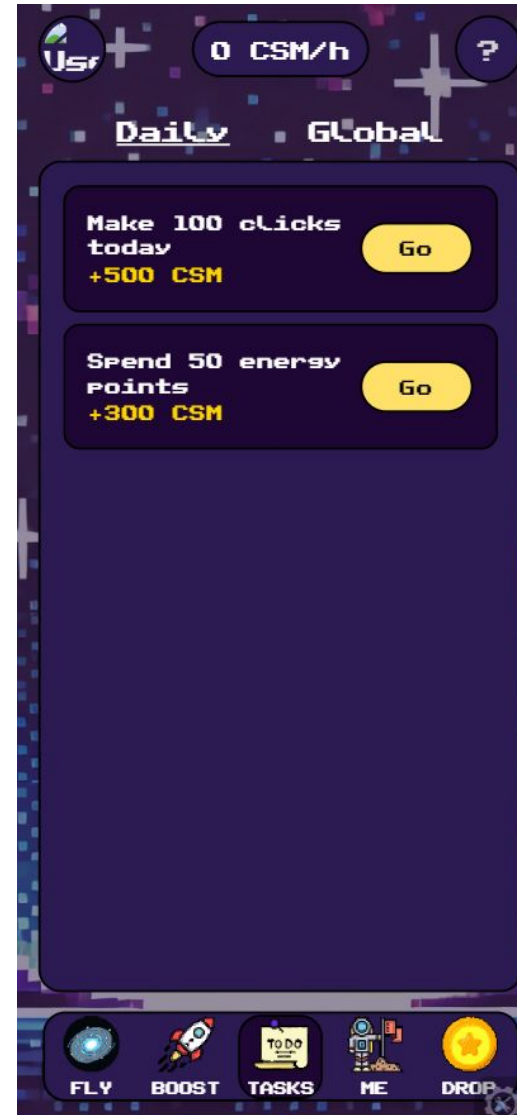 Use
0 CSM/h
?
Daily
Global
Make 100 clicks
today
+500 CSM
Go
Spend 50 energy
points
+300 CSM
Go
TO DO
FLY
BOOST
TASKS
ME
DROP